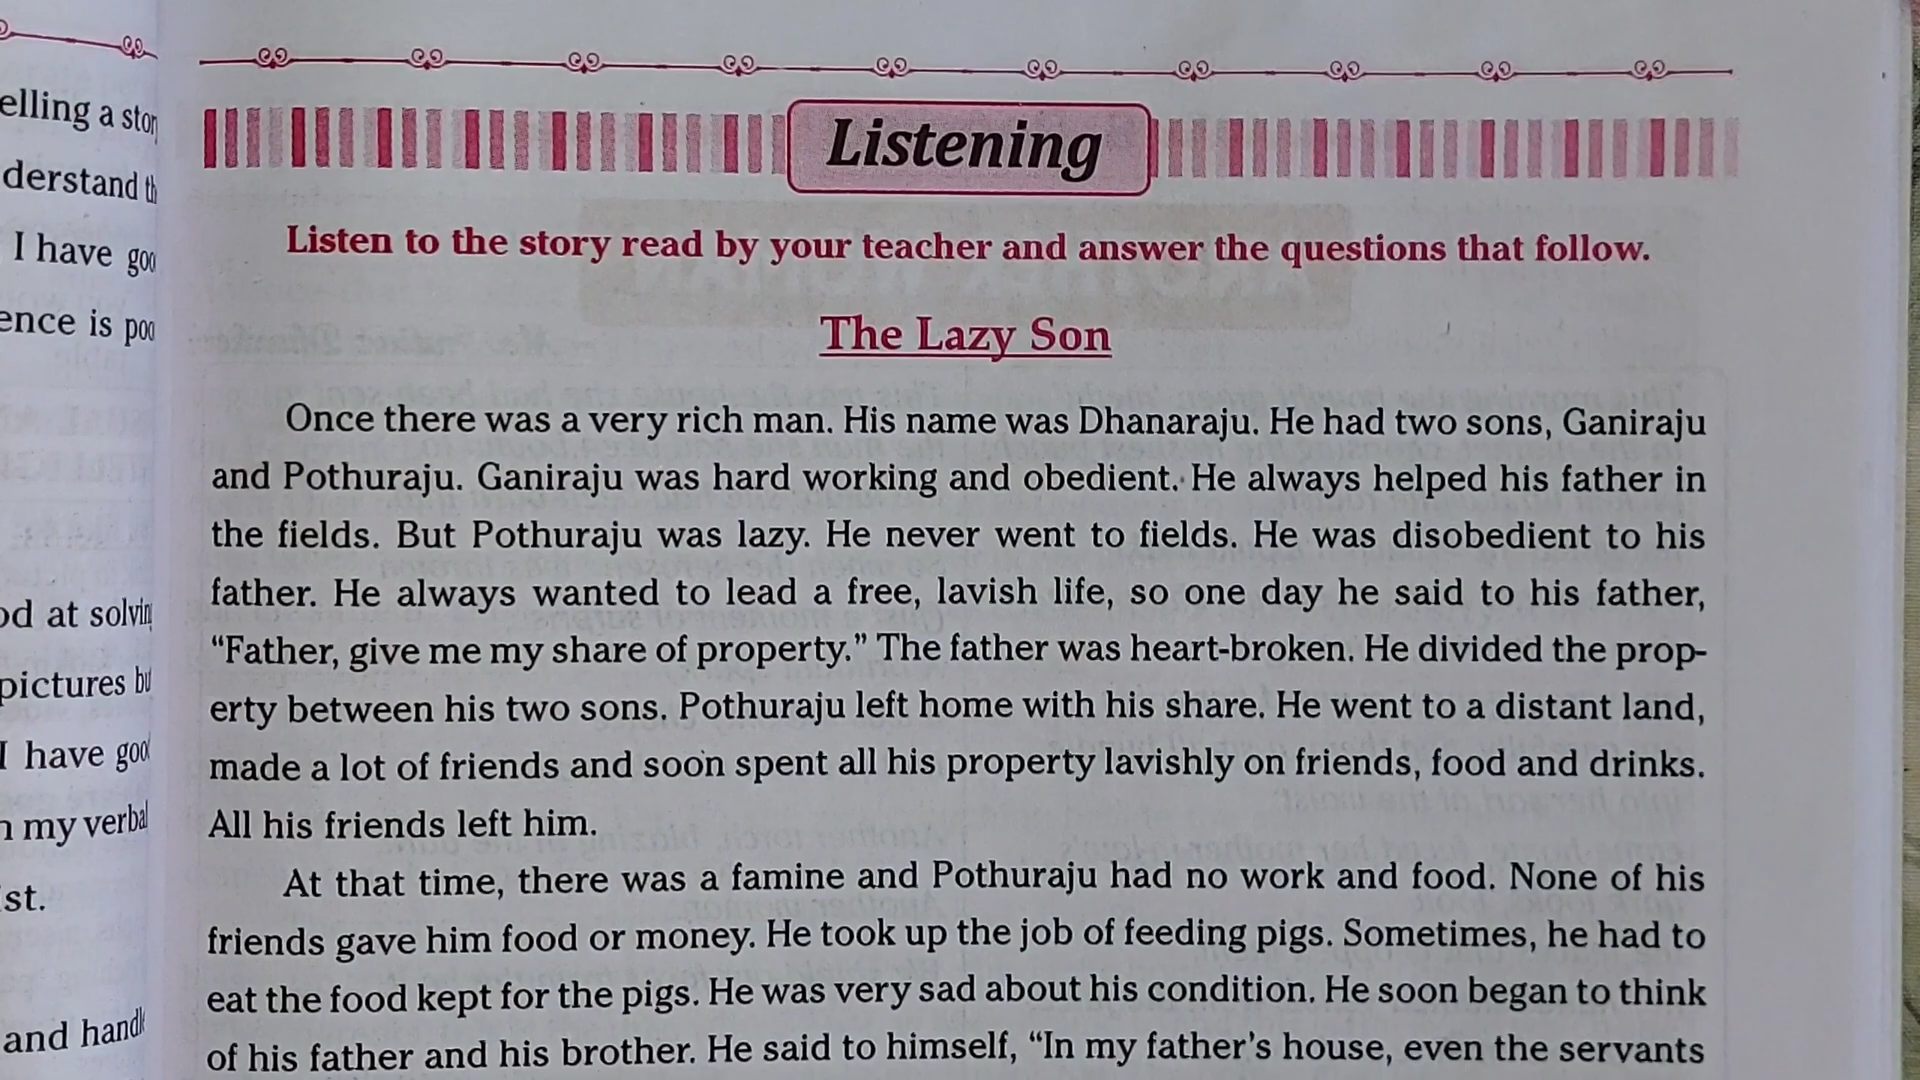 elling a
derstand
I have
ence is
at
pictures
I have
my
and
Listening
Listen to the story read by your teacher and answer the questions that follow.
The Lazy Son
Once there was a very rich man. His name was Dhanaraju. He had two sons, Ganiraju
and Pothuraju. Ganiraju was hard working and obedient. He always helped his father in
the fields. But Pothuraju was lazy. He never went to fields. He was disobedient to his
father. He always wanted to lead a free, lavish life, so one day he said to his father,
“Father, give me my share of property.” The father was heart-broken. He divided the prop-
erty between his two sons. Pothuraju left home with his share. He went to a distant land,
made a lot of friends and soon spent all his property lavishly on friends, food and drinks.
All his friends left him.
At that time, there was a famine and Pothuraju had no work and food. None of his
friends gave him food or money. He took up the job of feeding pigs. Sometimes, he had to
eat the food kept for the pigs. He was very sad about his condition. He soon began to think
of his father and his brother. He said to himself, “In my father’s house, even the servants